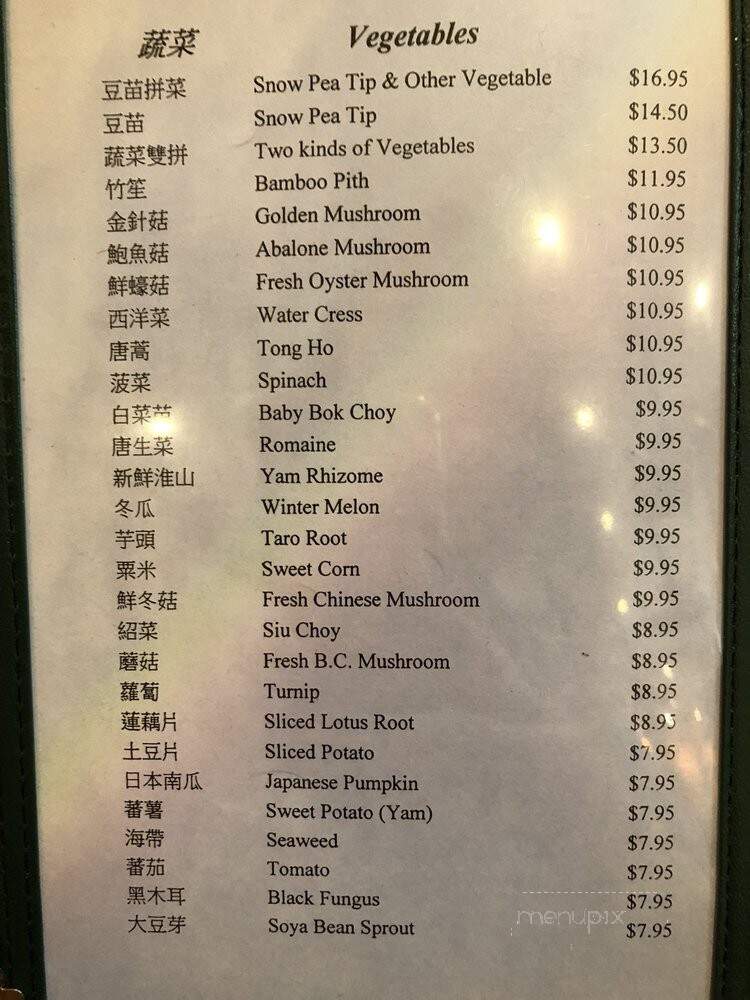 蔬菜 Vegetables
豆苗拼菜 Snow Pea Tip & Other Vegetable $16.95
豆苗 Snow Pea Tip $14.50
蔬菜雙拼 Two kinds of Vegetables $13.50
竹笙 Bamboo Pith $11.95
金針菇 Golden Mushroom $10.95
鮑魚菇 Abalone Mushroom $10.95
鮮蠔菇 Fresh Oyster Mushroom $10.95
西洋菜 Water Cress $10.95
唐蒿 Tong Ho $10.95
菠菜 Spinach $10.95
白菜苗 Baby Bok Choy $9.95
唐生菜 Romaine $9.95
新鮮淮山 Yam Rhizome $9.95
冬瓜 Winter Melon $9.95
芋頭 Taro Root $9.95
粟米 Sweet Corn $9.95
鮮冬菇 Fresh Chinese Mushroom $9.95
紹菜 Siu Choy $8.95
蘑菇 Fresh B.C. Mushroom $8.95
蘿蔔 Turnip $8.95
蓮藕片 Sliced Lotus Root $8.95
土豆片 Sliced Potato $7.95
日本南瓜 Japanese Pumpkin $7.95
蕃薯 Sweet Potato (Yam) $7.95
海帶 Seaweed $7.95
蕃茄 Tomato $7.95
黑木耳 Black Fungus $7.95
大豆芽 Soya Bean Sprout $7.95
menupix